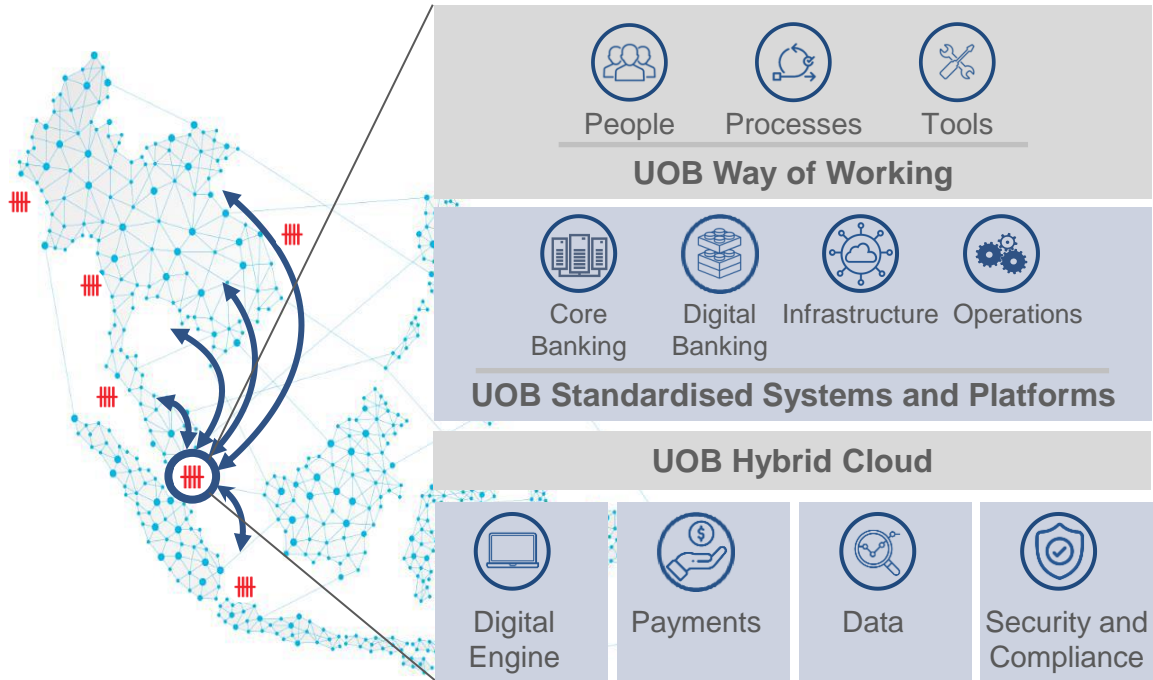 People
Processes
Tools
UOB Way of Working
Core
Banking
Digital
Banking
Infrastructure
Operations
UOB Standardised Systems and Platforms
UOB Hybrid Cloud
$
Digital
Engine
Payments
Data
Security and
Compliance